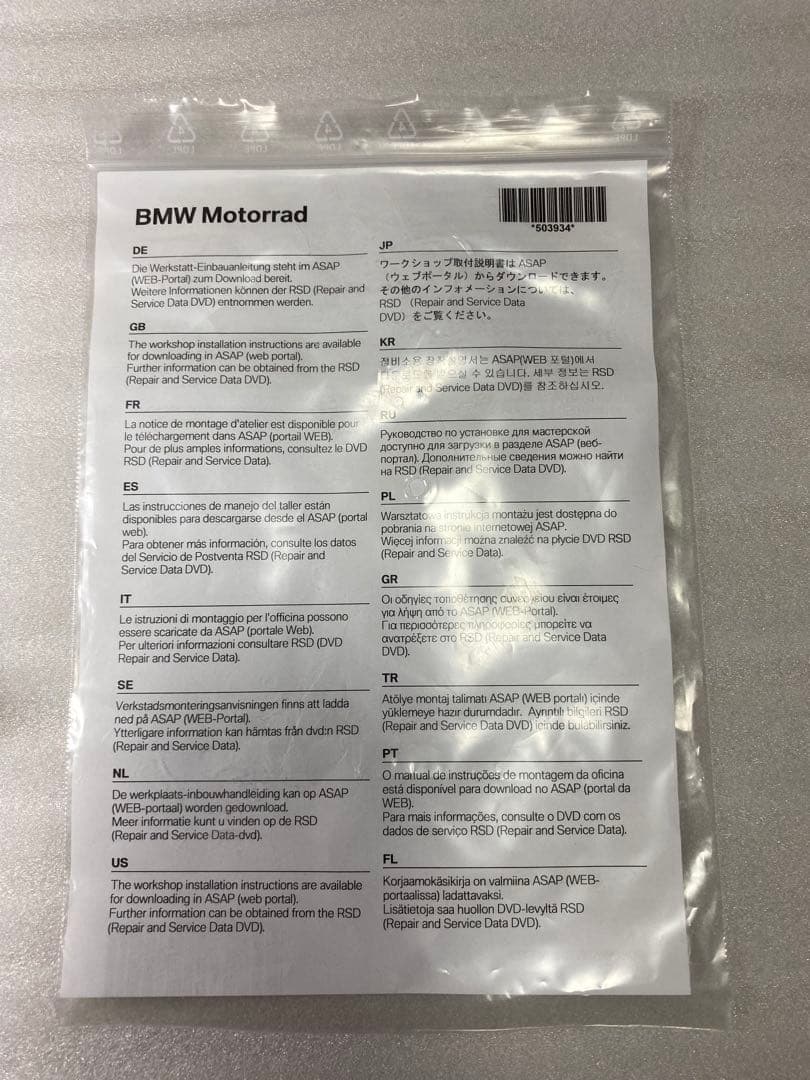 BMW Motorrad
*503934*
DE
Die Werkstatt-Einbauanleitung steht im ASAP
(WEB-Portal) zum Download bereit.
Weitere Informationen können der RSD (Repair and
Service Data DVD) entnommen werden.
GB
The workshop installation instructions are available
for downloading in ASAP (web portal).
Further information can be obtained from the RSD
(Repair and Service Data DVD).
FR
La notice de montage d'atelier est disponible pour
le téléchargement dans ASAP (portail WEB).
Pour de plus amples informations, consultez le DVD
RSD (Repair and Service Data).
ES
Las instrucciones de manejo del taller están
disponibles para descargarse desde el ASAP (portal
web).
Para obtener más información, consulte los datos
del Servicio de Postventa RSD (Repair and
Service Data DVD).
IT
Le istruzioni di montaggio per l'officina possono
essere scaricate da ASAP (portale Web).
Per ulteriori informazioni consultare RSD (DVD
Repair and Service Data).
SE
Verkstadsmonteringsanvisningen finns att ladda
ned på ASAP (WEB-Portal).
Ytterligare information kan hämtas från dvd:n RSD
(Repair and Service Data).
NL
De werkplaats-inbouwhandleiding kan op ASAP
(WEB-portaal) worden gedownload.
Meer informatie kunt u vinden op de RSD
(Repair and Service Data-dvd).
US
The workshop installation instructions are available
for downloading in ASAP (web portal).
Further information can be obtained from the RSD
(Repair and Service Data DVD).
JP
ワークショップ取付説明書は ASAP
（ウェブポータル）からダウンロードできます。
その他のインフォメーションについては、
RSD （Repair and Service Data
DVD）をご覧ください。
KR
정비소용 장착설명서는 ASAP(WEB 포털)에서
수 있습니다. 세부 정보는 RSD
(Repair and Service Data DVD)를 참조하십시오.
RU
Руководство по установке для мастерской
доступно для загрузки в разделе ASAP (веб-
портал). Дополнительные сведения можно найти
на RSD (Repair and Service Data DVD).
PL
Warsztatowa instrukcja montażu jest dostępna do
pobrania na stronie internetowej ASAP.
Więcej informacji można znaleźć na płycie DVD RSD
(Repair and Service Data).
GR
Οι οδηγίες τοποθέτησης συνεργείου είναι έτοιμες
για λήψη από το ASAP (WEB-Portal).
Για περισσότερες πληροφορίες μπορείτε να
ανατρέξετε στο RSD (Repair and Service Data
DVD).
TR
Atölye montaj talimatı ASAP (WEB portalı) içinde
yüklemeye hazır durumdadır. Ayrıntılı bilgileri RSD
(Repair and Service Data DVD) içinde bulabilirsiniz.
PT
O manual de instruções de montagem da oficina
está disponível para download no ASAP (portal da
WEB).
Para mais informações, consulte o DVD com os
dados de serviço RSD (Repair and Service Data).
FL
Korjaamokäsikirja on valmiina ASAP (WEB-
portaalissa) ladattavaksi.
Lisätietoja saa huollon DVD-levyltä RSD
(Repair and Service Data DVD).